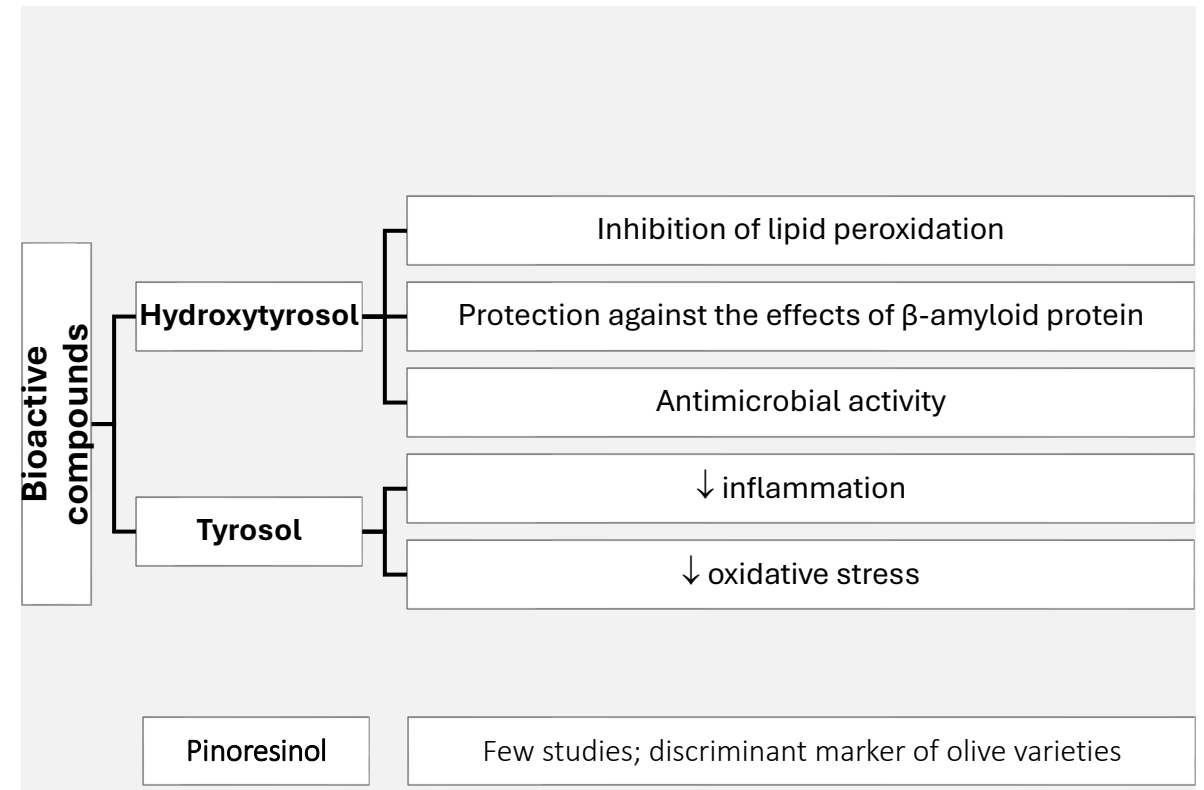 Bioactive
compounds
Hydroxytyrosol
Inhibition of lipid peroxidation
Protection against the effects of β-amyloid protein
Antimicrobial activity
Tyrosol
↓ inflammation
↓ oxidative stress
Pinoresinol
Few studies; discriminant marker of olive varieties